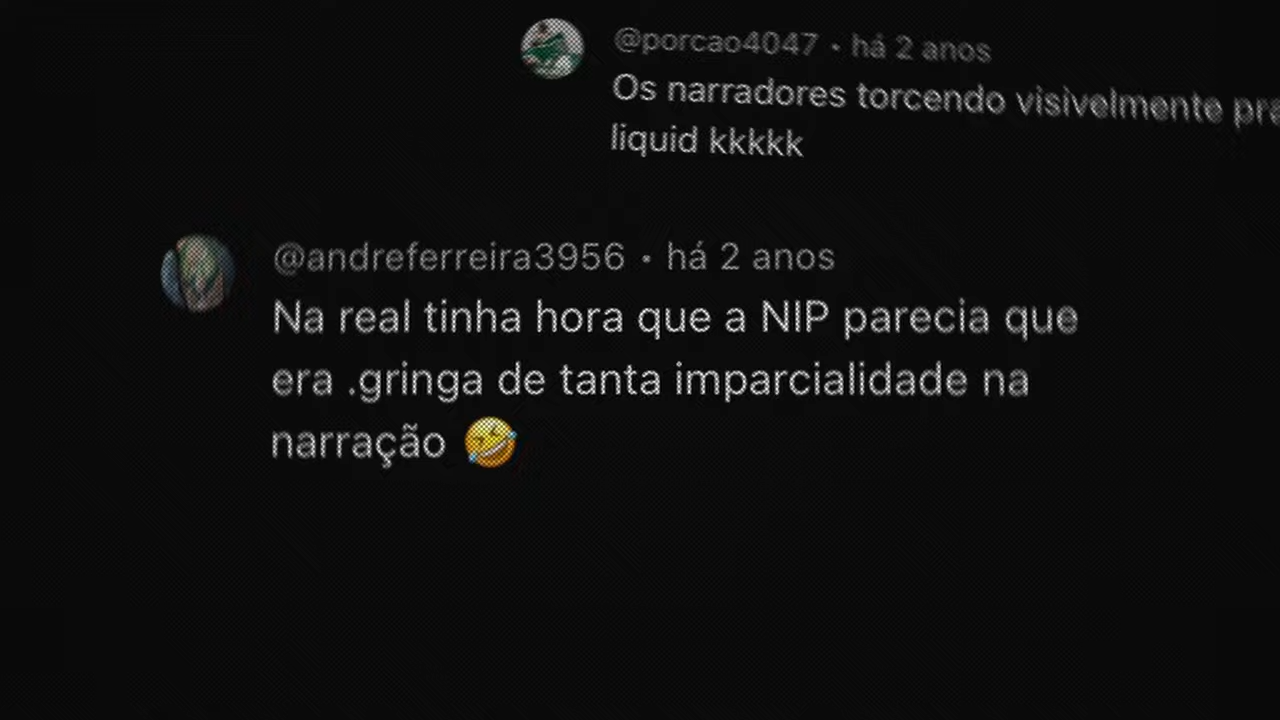 @porcao4047 • há 2 anos
Os narradores torcendo visivelmente pra
liquid kkkkk
@andreferreira3956 • há 2 anos
Na real tinha hora que a NIP parecia que
era .gringa de tanta imparcialidade na
narração 🤣